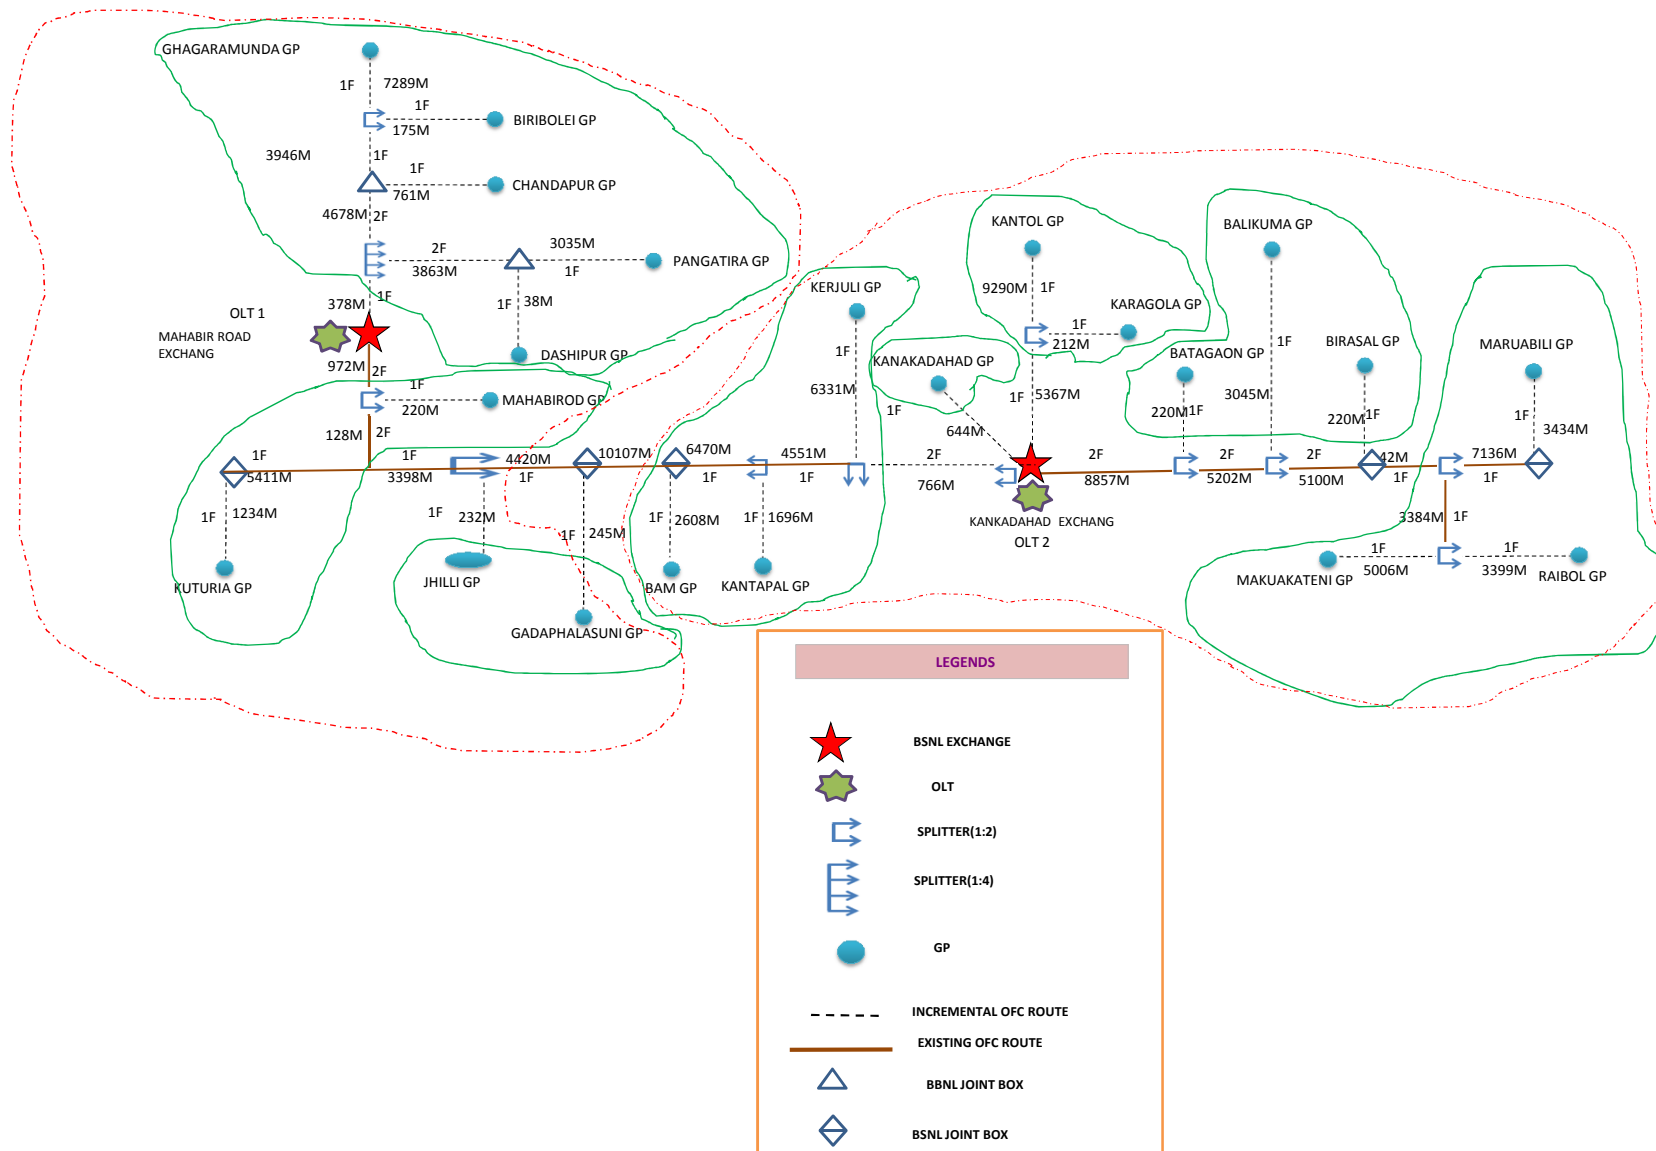 GHAGARAMUNDA GP
1F
7289M
1F
175M
BIRIBOLEI GP
3946M
1F
1F
761M
CHANDAPUR GP
4678M
2F
2F
3863M
3035M
1F
PANGATIRA GP
1F
38M
DASHIPUR GP
378M
1F
OLT 1
MAHABIR ROAD
EXCHANG
972M
2F
1F
220M
MAHABIROD GP
128M
2F
1F
5411M
1F
1234M
KUTURIA GP
1F
3398M
4420M
1F
1F
232M
JHILLI GP
10107M
1F
245M
GADAPHALASUNI GP
6470M
1F
1F
2608M
BAM GP
1F
1696M
KANTAPAL GP
4551M
1F
KERJULI GP
1F
6331M
KANAKADAHAD GP
1F
644M
2F
766M
KANTOL GP
9290M
1F
KARAGOLA GP
1F
212M
1F
5367M
KANKADAHAD EXCHANG
OLT 2
2F
8857M
BATAGAON GP
220M
1F
2F
5202M
BALIKUMA GP
1F
3045M
2F
5100M
BIRASAL GP
220M
1F
42M
1F
7136M
1F
MARUABILI GP
1F
3434M
3384M
1F
1F
5006M
MAKUAKATENI GP
1F
3399M
RAIBOL GP
LEGENDS
BSNL EXCHANGE
OLT
SPLITTER(1:2)
SPLITTER(1:4)
GP
INCREMENTAL OFC ROUTE
EXISTING OFC ROUTE
BBNL JOINT BOX
BSNL JOINT BOX